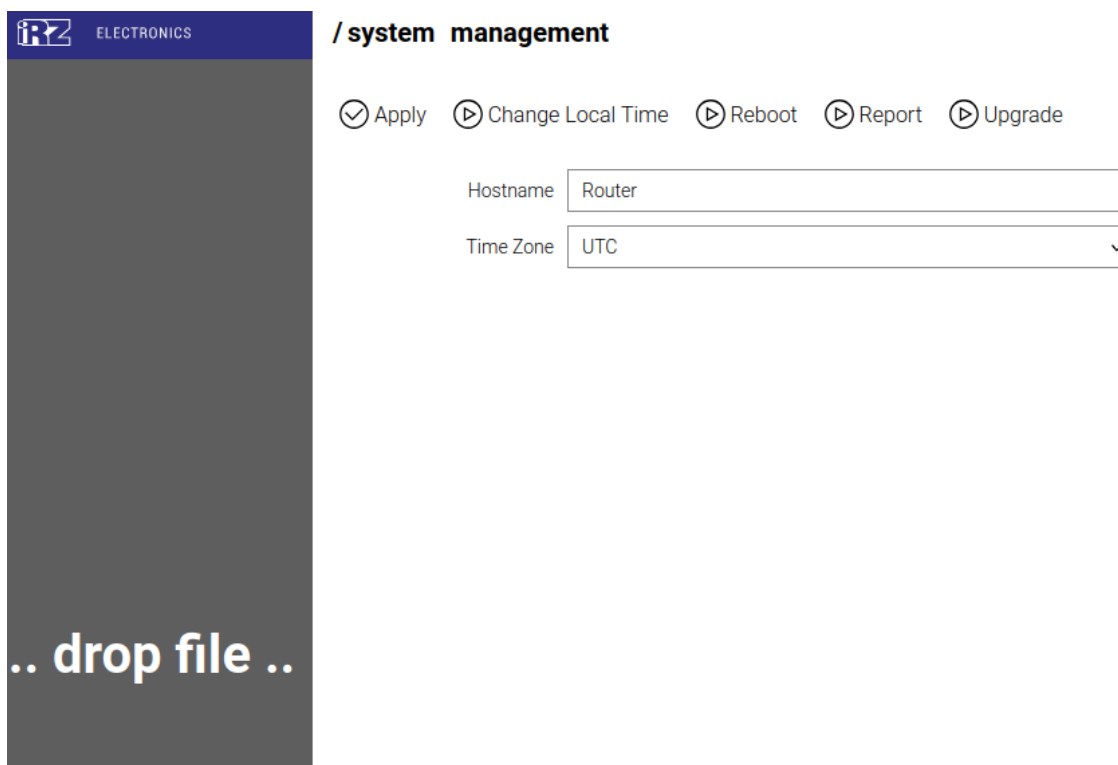 iRZ ELECTRONICS
/ system management
Apply Change Local Time Reboot Report Upgrade
Hostname Router
Time Zone UTC
.. drop file ..